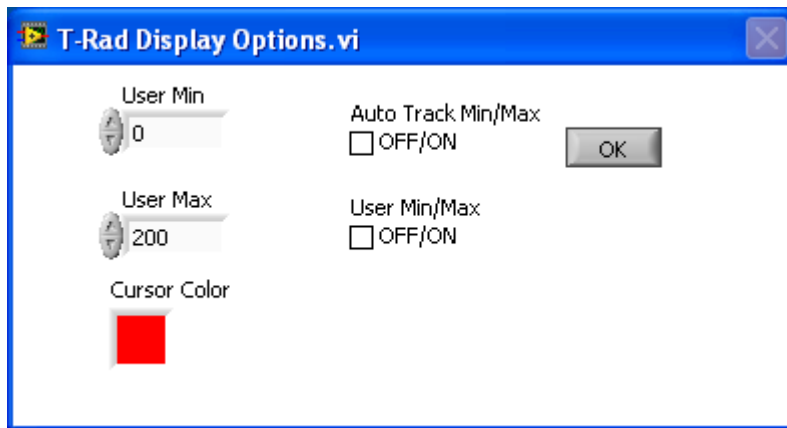 T-Rad Display Options.vi
User Min
0
Auto Track Min/Max
OFF/ON
OK
User Max
200
User Min/Max
OFF/ON
Cursor Color